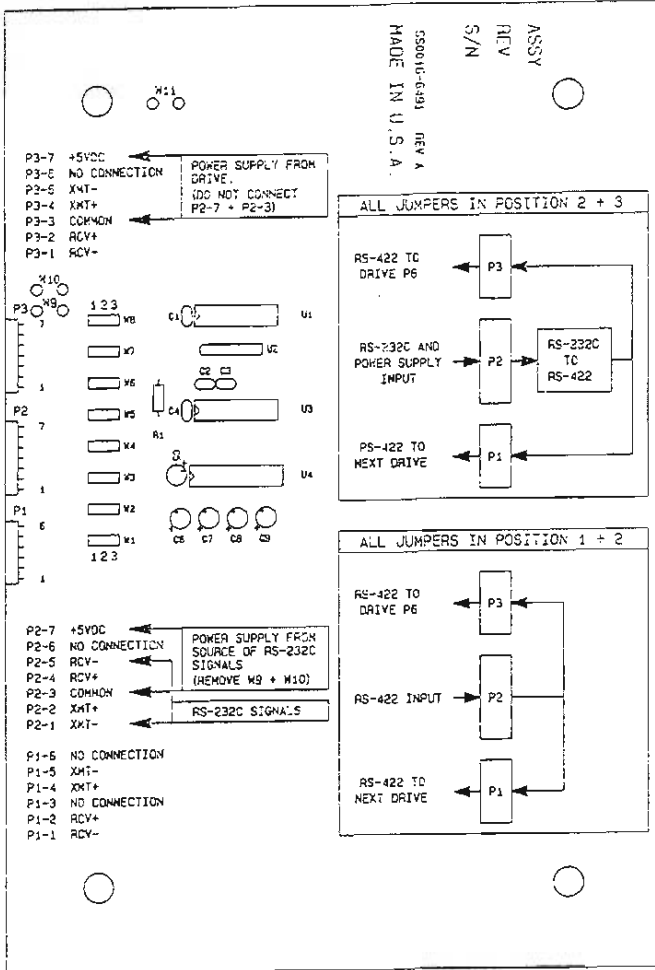 ASSY
REV
S/N
SS0016-6491 REV A
MADE IN U.S.A.
W11
P3-7 +5VDC
P3-6 NO CONNECTION
P3-5 XMT-
P3-4 XMT+
P3-3 COMMON
P3-2 RCV+
P3-1 RCV-
POWER SUPPLY FROM
DRIVE.
(DO NOT CONNECT
P2-7 + P2-3)
W10
W9
P3
7
1
P2
7
1
P1
6
1
1 2 3
W8
W7
W6
W5
W4
W3
W2
W1
1 2 3
C1
U1
U2
C2 C3
R1
C4
U3
U4
C6 C7 C8 C9
ALL JUMPERS IN POSITION 2 + 3
RS-422 TO
DRIVE P6
P3
RS-232C AND
POWER SUPPLY
INPUT
P2
RS-232C
TO
RS-422
RS-422 TO
NEXT DRIVE
P1
ALL JUMPERS IN POSITION 1 + 2
RS-422 TO
DRIVE P6
P3
RS-422 INPUT
P2
RS-422 TO
NEXT DRIVE
P1
P2-7 +5VDC
P2-6 NO CONNECTION
P2-5 RCV-
P2-4 RCV+
P2-3 COMMON
P2-2 XMT+
P2-1 XMT-
POWER SUPPLY FROM
SOURCE OF RS-232C
SIGNALS
(REMOVE W9 + W10)
RS-232C SIGNALS
P1-6 NO CONNECTION
P1-5 XMT-
P1-4 XMT+
P1-3 NO CONNECTION
P1-2 RCV+
P1-1 RCV-